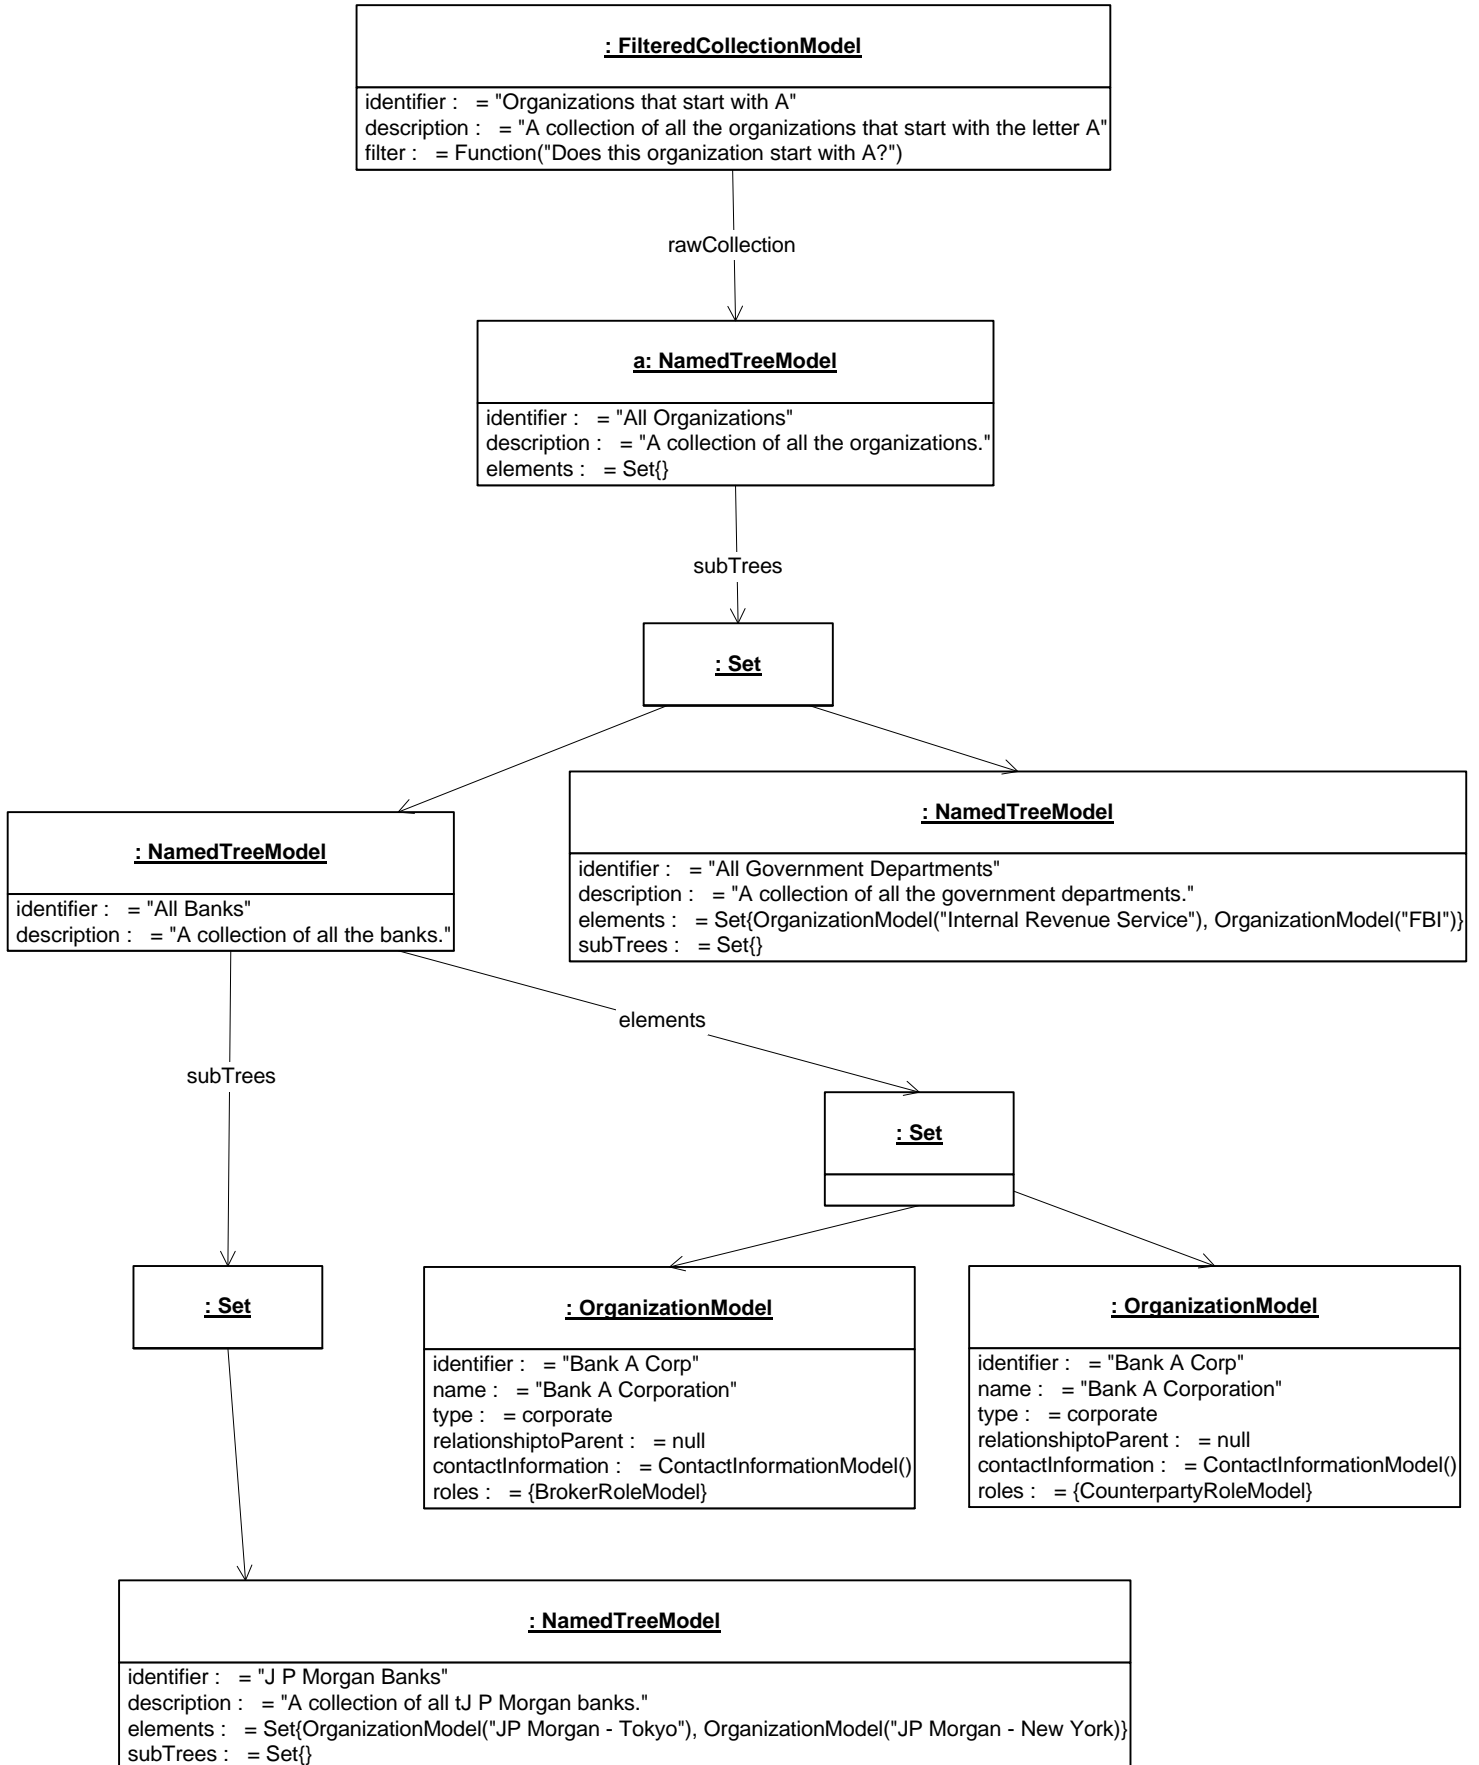 : FilteredCollectionModel
identifier :   = "Organizations that start with A"
description :   = "A collection of all the organizations that start with the letter A"
filter :   = Function("Does this organization start with A?")
rawCollection
a: NamedTreeModel
identifier :   = "All Organizations"
description :   = "A collection of all the organizations."
elements :   = Set{}
subTrees
: Set
: NamedTreeModel
identifier :   = "All Government Departments"
description :   = "A collection of all the government departments."
elements :   = Set{OrganizationModel("Internal Revenue Service"), OrganizationModel("FBI")}
subTrees :   = Set{}
: NamedTreeModel
identifier :   = "All Banks"
description :   = "A collection of all the banks."
elements
subTrees
: Set
: Set
: OrganizationModel
identifier :   = "Bank A Corp"
name :   = "Bank A Corporation"
type :   = corporate
relationshiptoParent :   = null
contactInformation :   = ContactInformationModel()
roles :   = {BrokerRoleModel}
: OrganizationModel
identifier :   = "Bank A Corp"
name :   = "Bank A Corporation"
type :   = corporate
relationshiptoParent :   = null
contactInformation :   = ContactInformationModel()
roles :   = {CounterpartyRoleModel}
: NamedTreeModel
identifier :   = "J P Morgan Banks"
description :   = "A collection of all tJ P Morgan banks."
elements :   = Set{OrganizationModel("JP Morgan - Tokyo"), OrganizationModel("JP Morgan - New York)}
subTrees :   = Set{}